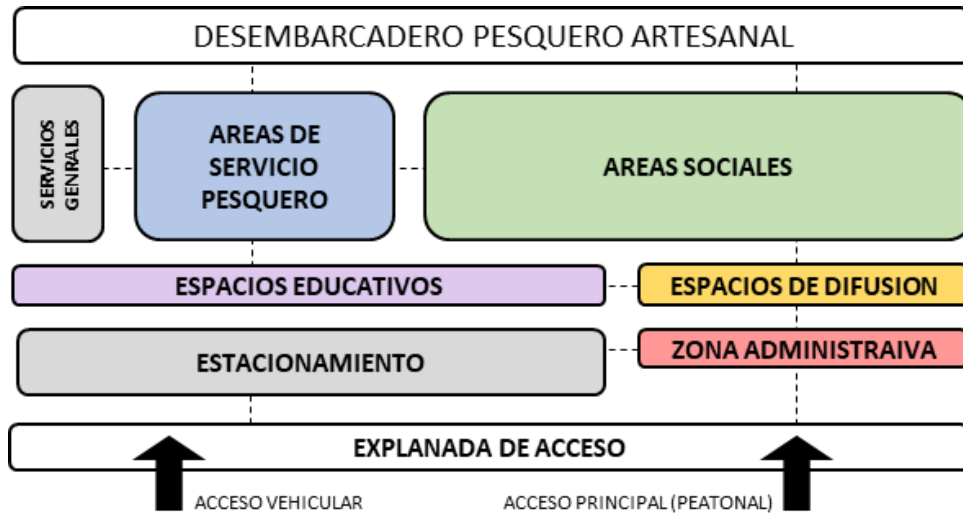 DESEMBARCADERO PESQUERO ARTESANAL
SERVICIOS
GENRALES
AREAS DE
SERVICIO
PESQUERO
AREAS SOCIALES
ESPACIOS EDUCATIVOS
ESPACIOS DE DIFUSION
ESTACIONAMIENTO
ZONA ADMINISTRAIVA
EXPLANADA DE ACCESO
ACCESO VEHICULAR
ACCESO PRINCIPAL (PEATONAL)